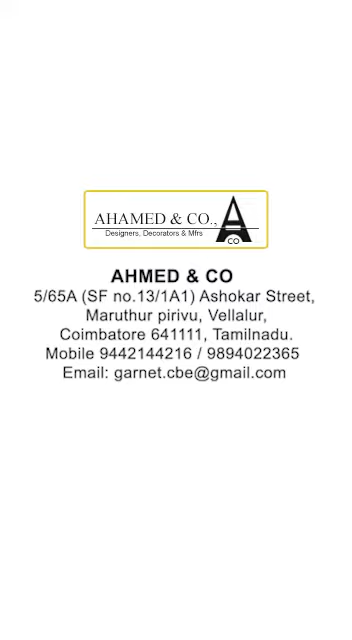 AHAMED & CO.,
Designers, Decorators & Mfrs
A
CO
AHMED & CO
5/65A (SF no.13/1A1) Ashokar Street,
Maruthur pirivu, Vellalur,
Coimbatore 641111, Tamilnadu.
Mobile 9442144216 / 9894022365
Email: garnet.cbe@gmail.com